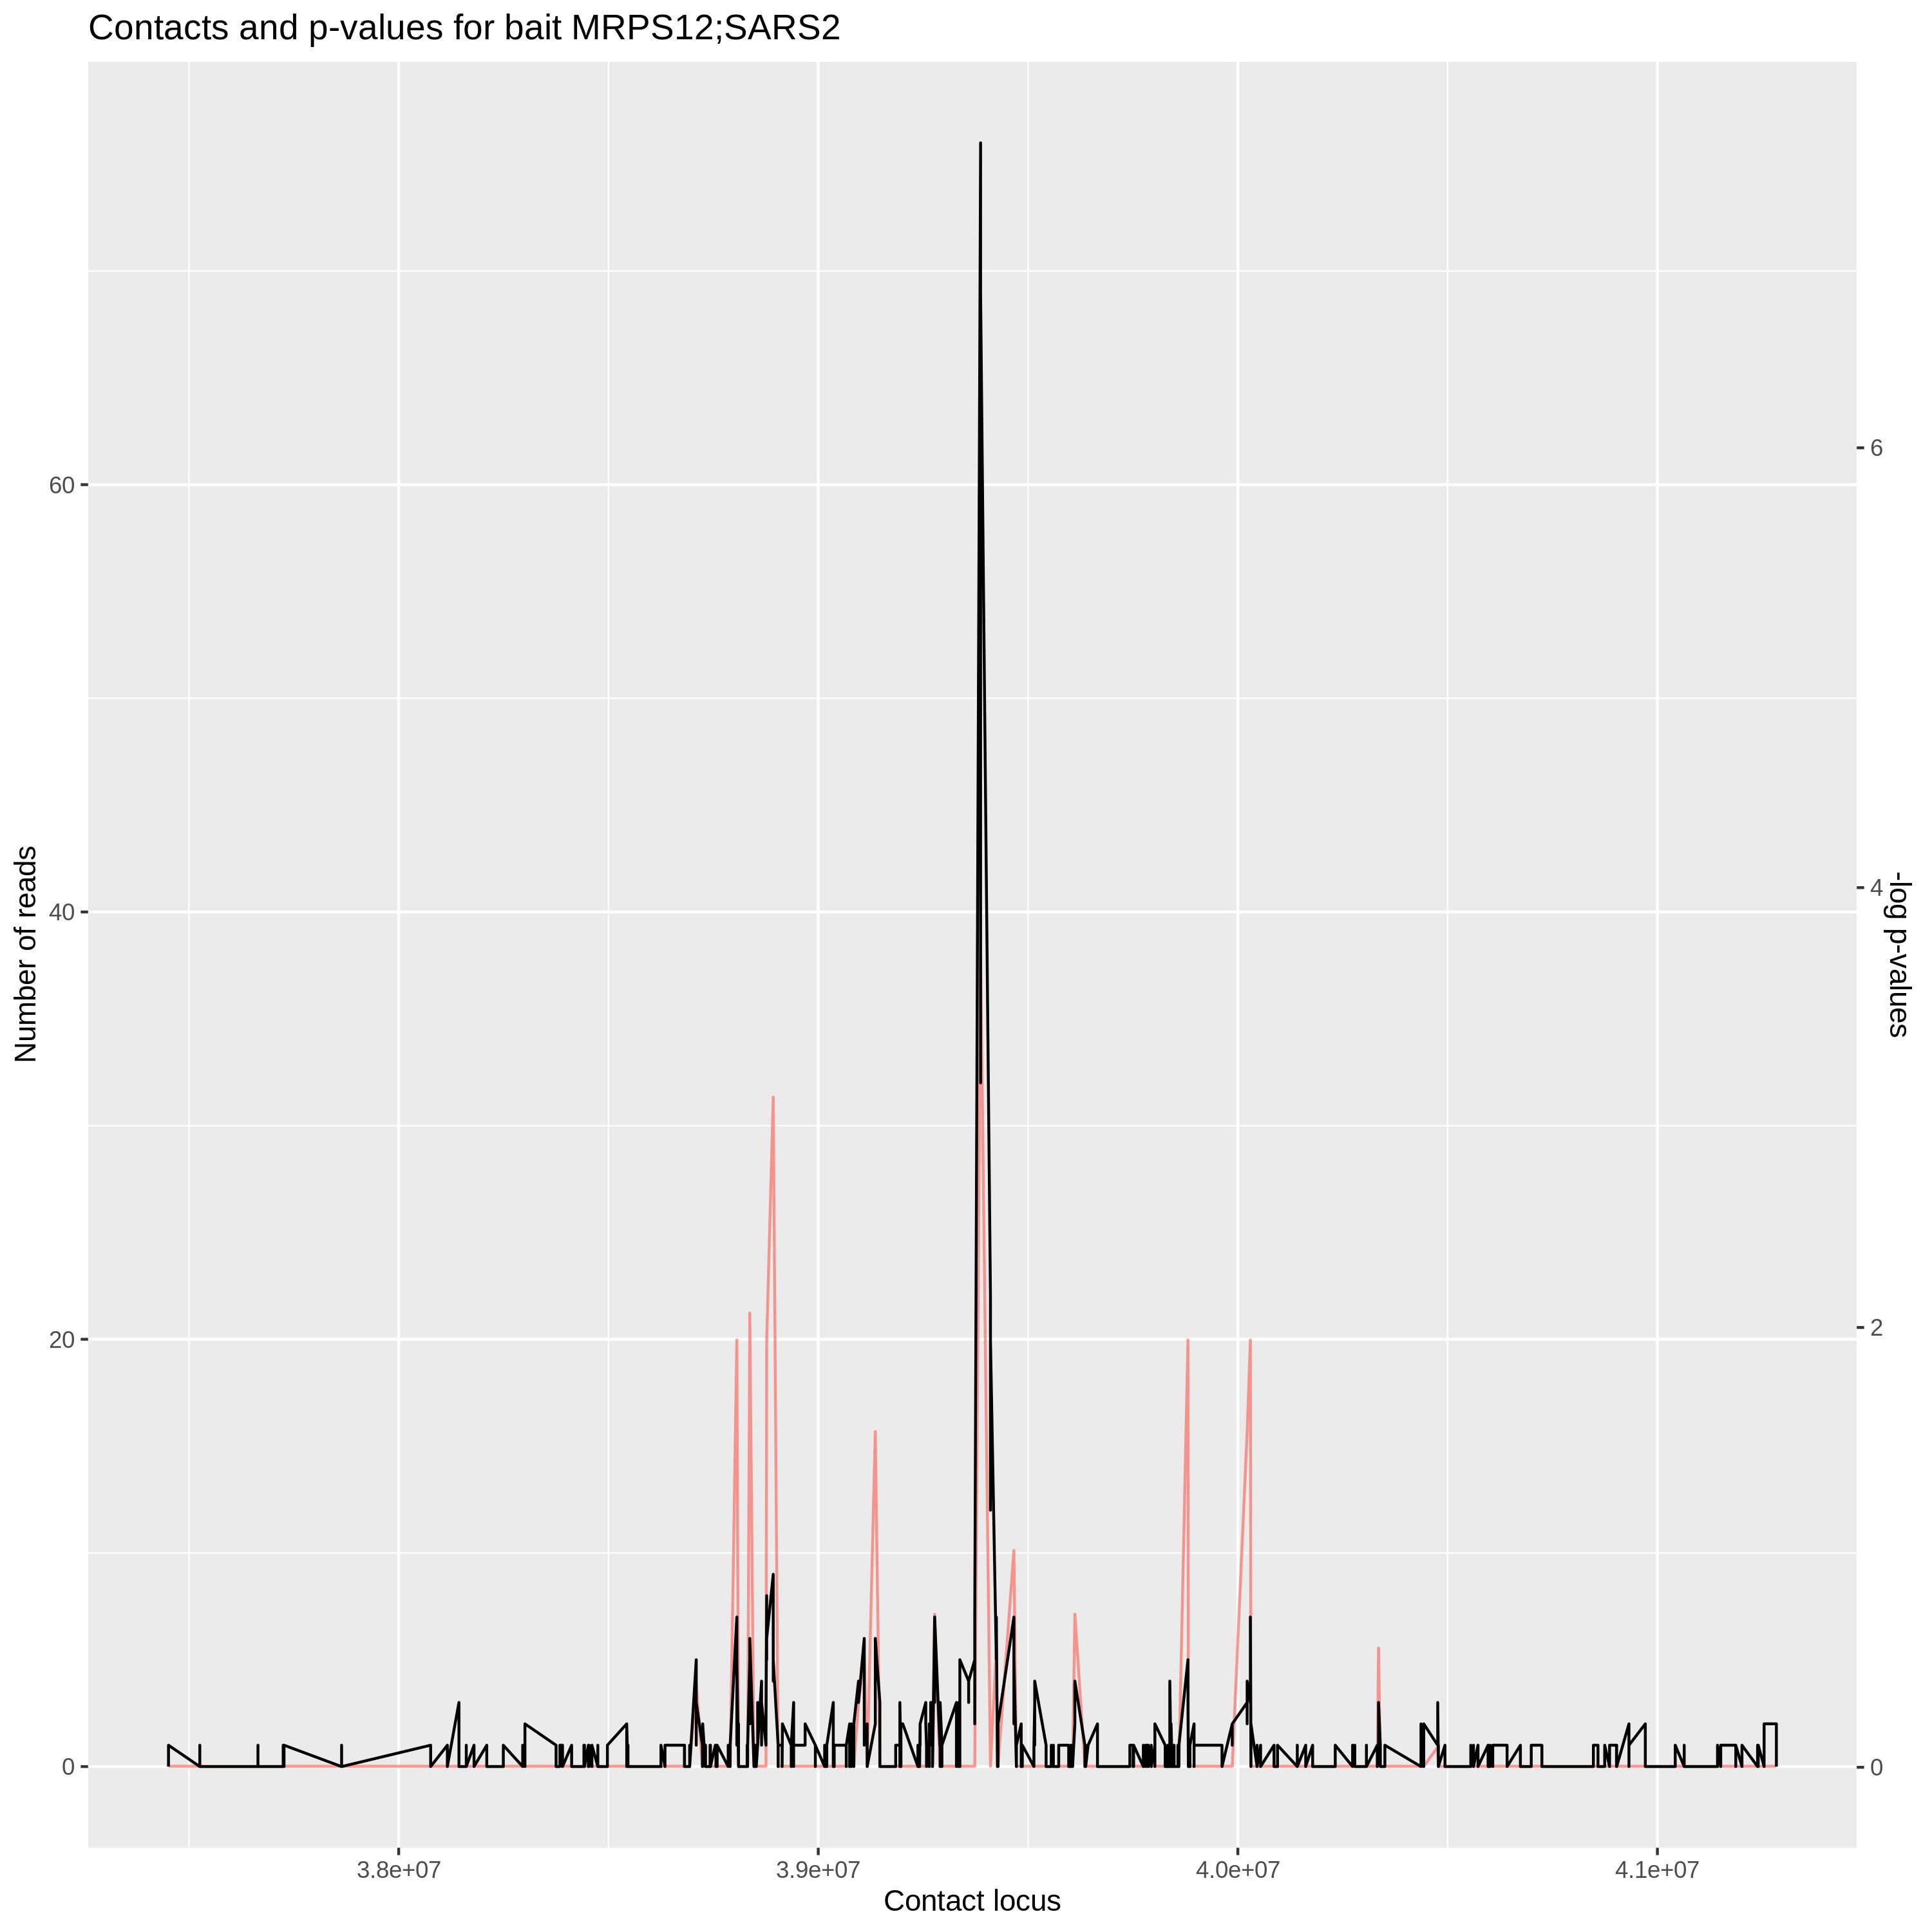 Contacts and p-values for bait MRPS12;SARS2
Number of reads
60
40
20
0
6
4
2
0
-log p-values
3.8e+07
3.9e+07
4.0e+07
4.1e+07
Contact locus